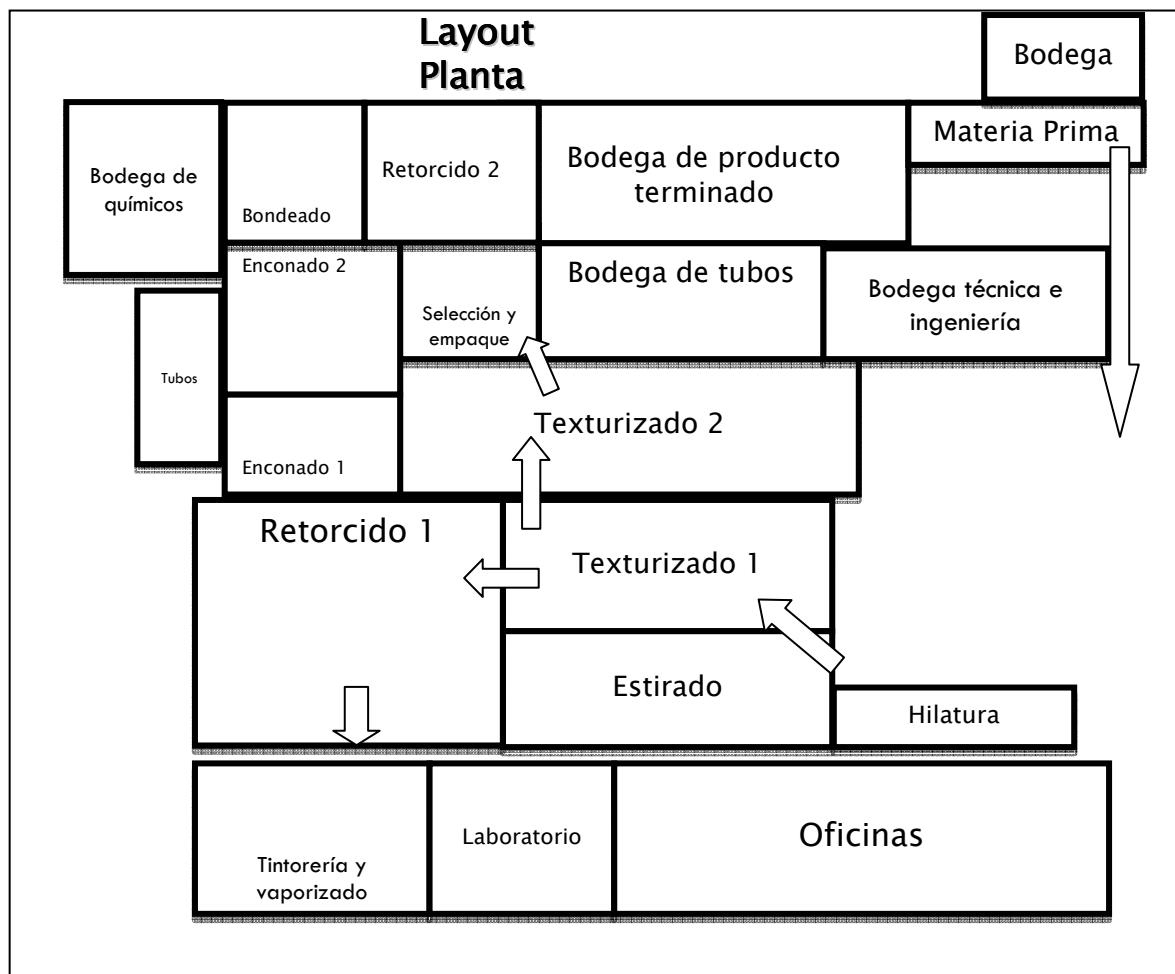 Layout
Planta
Bodega
Materia Prima
Bodega de
químicos
Bondeado
Retorcido 2
Bodega de producto
terminado
Enconado 2
Selección y
empaque
Bodega de tubos
Bodega técnica e
ingeniería
Tubos
Enconado 1
Texturizado 2
Retorcido 1
Texturizado 1
Estirado
Hilatura
Tintorería y
vaporizado
Laboratorio
Oficinas